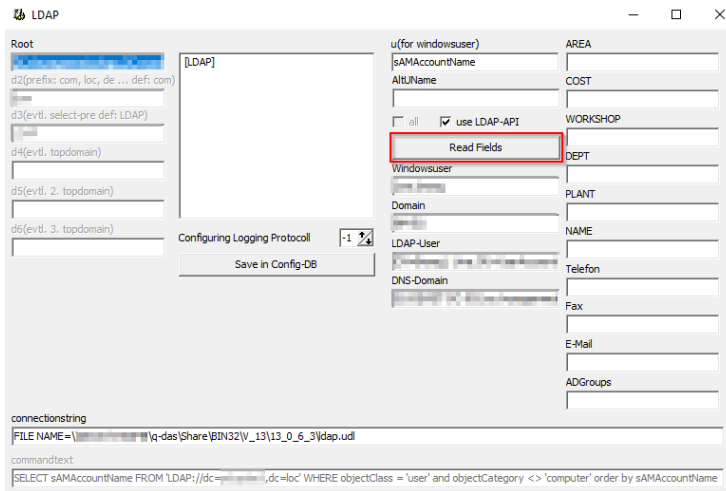 LDAP
Root
d2(prefix: com, loc, de ... def: com)
d3(evtl. select-pre def: LDAP)
d4(evtl. topdomain)
d5(evtl. 2. topdomain)
d6(evtl. 3. topdomain)
[LDAP]
Configuring Logging Protocoll -1
Save in Config-DB
u(for windowsuser)
sAMAccountName
AltUName
all use LDAP-API
Read Fields
Windowsuser
Domain
LDAP-User
DNS-Domain
AREA
COST
WORKSHOP
DEPT
PLANT
NAME
Telefon
Fax
E-Mail
ADGroups
connectionstring
FILE NAME=\ \q-das\Share\BIN32\V_13\13_0_6_3\ldap.udl
commandtext
SELECT sAMAccountName FROM 'LDAP://dc= ,dc=loc' WHERE objectClass = 'user' and objectCategory <> 'computer' order by sAMAccountName